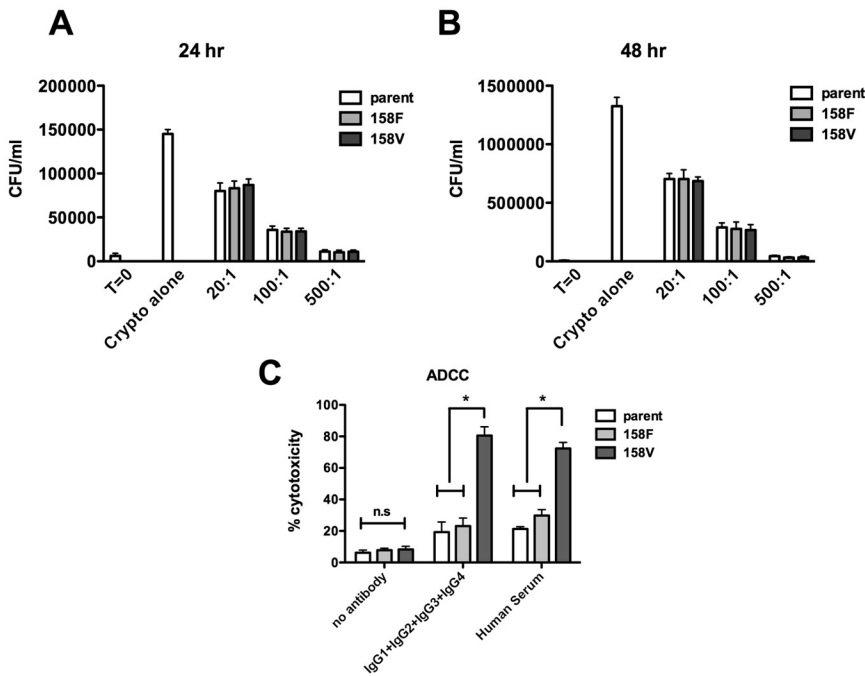 A
24 hr
200000
150000
100000
50000
0
CFU/ml
parent
158F
158V
T=0
Crypto alone
20:1
100:1
500:1
B
48 hr
1500000
1000000
500000
0
CFU/ml
parent
158F
158V
T=0
Crypto alone
20:1
100:1
500:1
C
ADCC
100
80
60
40
20
0
% cytotoxicity
n.s
*
*
parent
158F
158V
no antibody
IgG1+IgG2+IgG3+IgG4
Human Serum